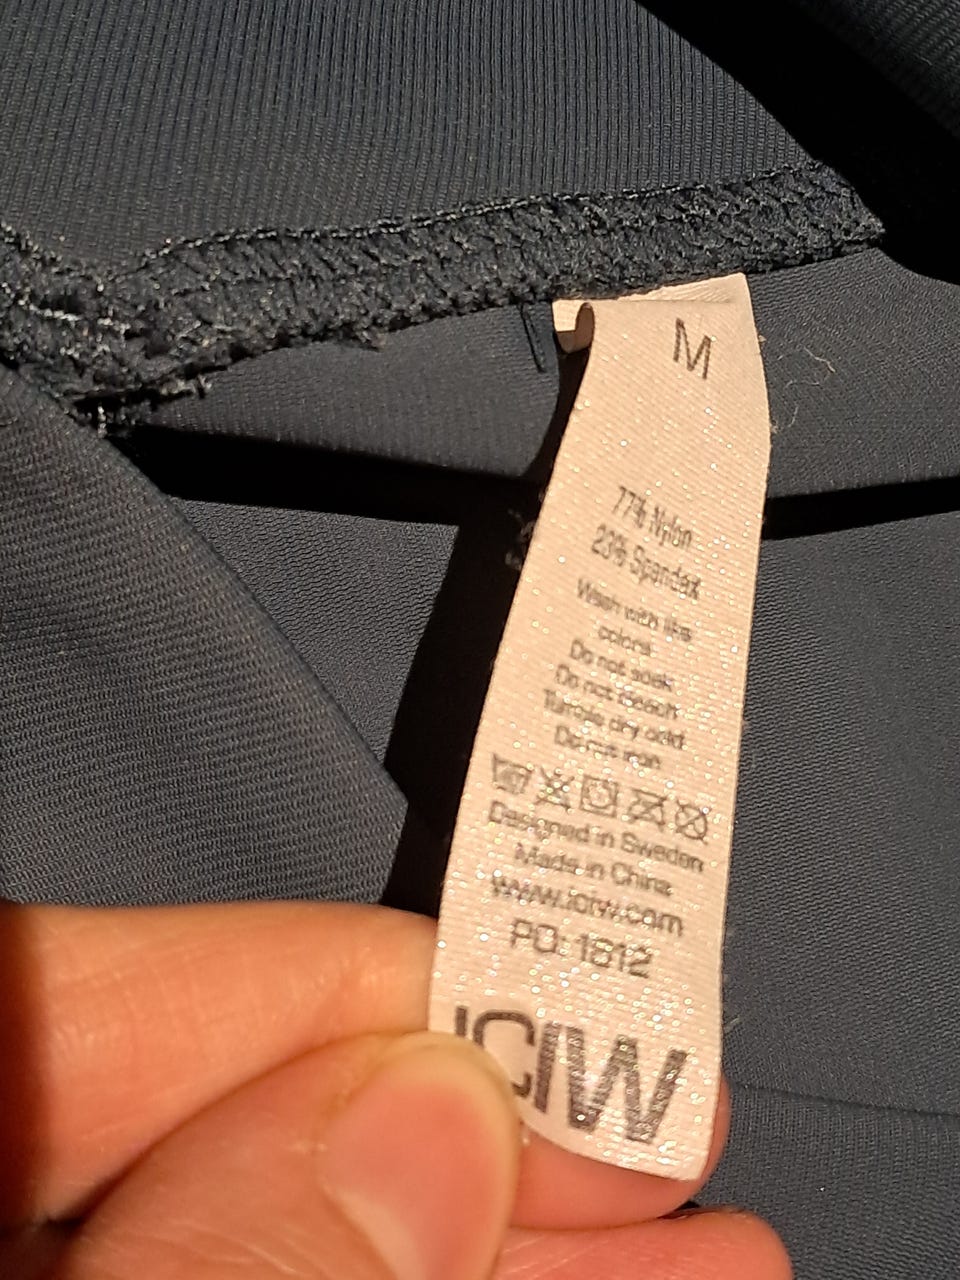 M
77% Nylon
23% Spandex
Wash with like
colors
Do not soak
Do not bleach
Tumble dry cold
Do not iron
Designed in Sweden
Made in China
www.iciw.com
PO: 1812
ICIW